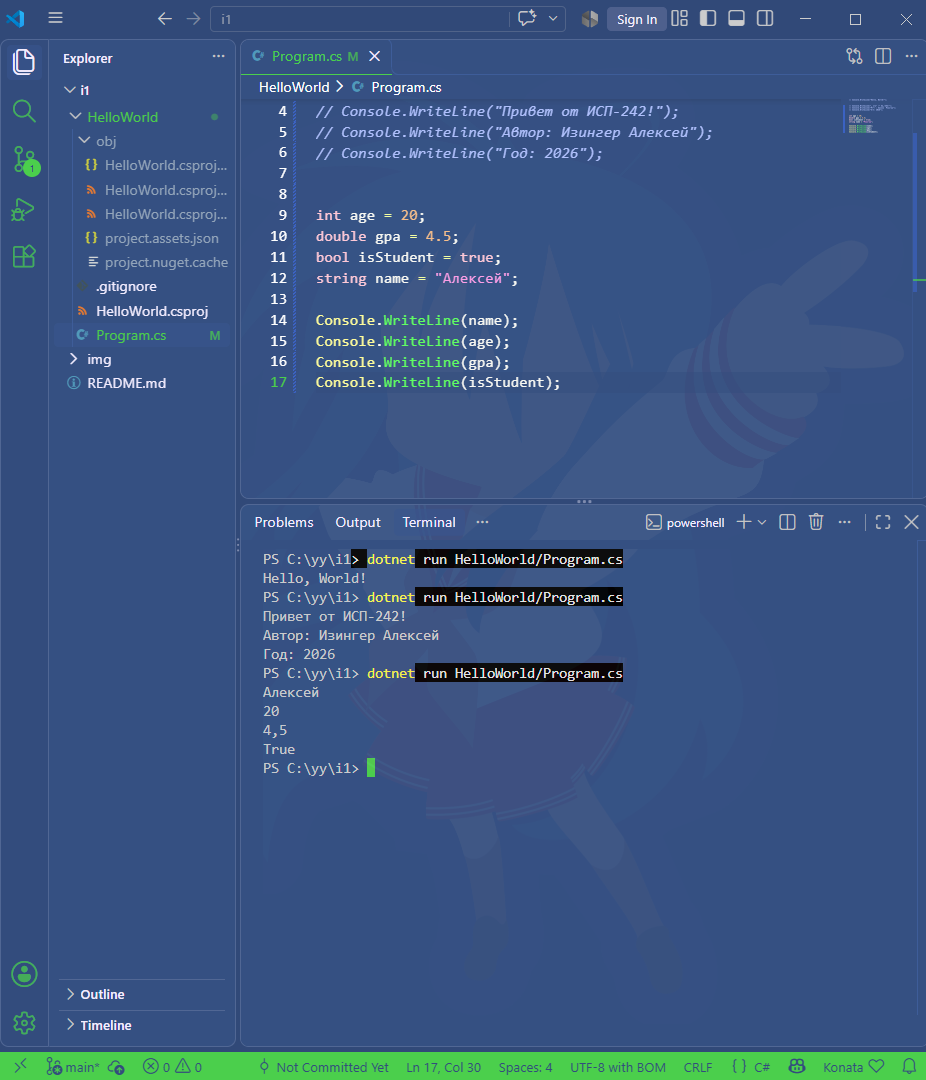 i1
Sign In
Explorer ···
i1
HelloWorld
obj
HelloWorld.csproj...
HelloWorld.csproj...
HelloWorld.csproj...
project.assets.json
project.nuget.cache
.gitignore
HelloWorld.csproj
Program.cs M
img
README.md
Outline
Timeline
Program.cs M
HelloWorld > Program.cs
4 // Console.WriteLine("Привет от ИСП-242!");
5 // Console.WriteLine("Автор: Изингер Алексей");
6 // Console.WriteLine("Год: 2026");
7
8
9 int age = 20;
10 double gpa = 4.5;
11 bool isStudent = true;
12 string name = "Алексей";
13
14 Console.WriteLine(name);
15 Console.WriteLine(age);
16 Console.WriteLine(gpa);
17 Console.WriteLine(isStudent);
Problems Output Terminal ··· powershell
PS C:\yy\i1> dotnet run HelloWorld/Program.cs
Hello, World!
PS C:\yy\i1> dotnet run HelloWorld/Program.cs
Привет от ИСП-242!
Автор: Изингер Алексей
Год: 2026
PS C:\yy\i1> dotnet run HelloWorld/Program.cs
Алексей
20
4,5
True
PS C:\yy\i1>
main* 0 0 Not Committed Yet Ln 17, Col 30 Spaces: 4 UTF-8 with BOM CRLF {} C# Konata